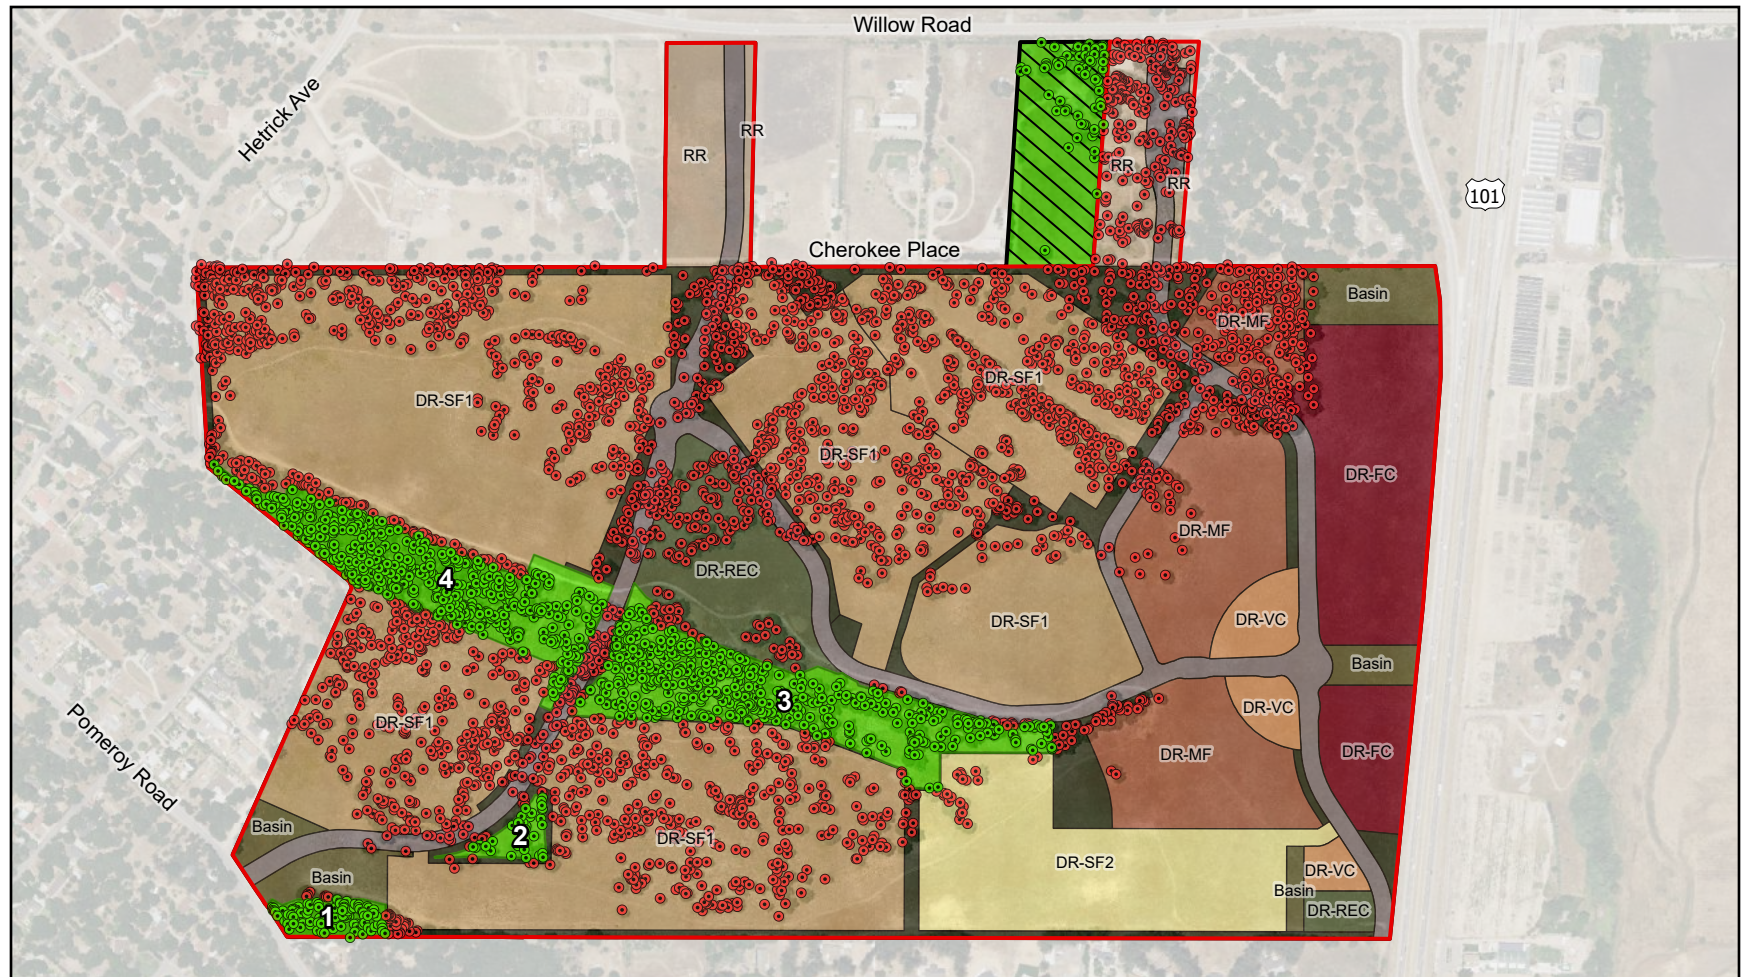 Willow Road
Hetrick Ave
RR
RR
RR
RR
101
Cherokee Place
Basin
DR-MF
DR-SF1
DR-SF1
DR-SF1
DR-FC
DR-MF
DR-REC
4
DR-SF1
DR-VC
Basin
3
DR-VC
DR-SF1
DR-MF
DR-FC
Pomeroy Road
Basin
2
DR-SF1
DR-SF2
DR-VC
Basin
Basin
DR-REC
1